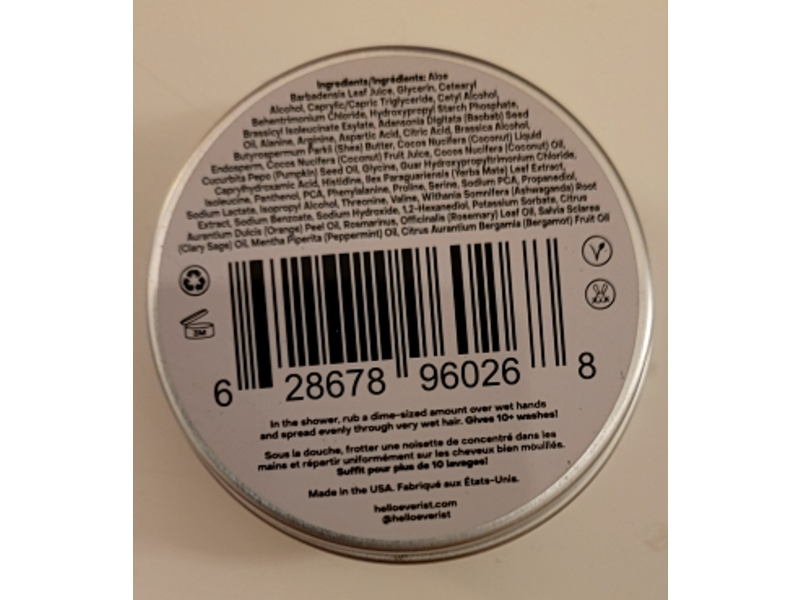 Ingredients/Ingrédients: Aloe
Barbadensis Leaf Juice, Glycerin, Cetearyl
Alcohol, Caprylic/Capric Triglyceride, Cetyl Alcohol,
Behentrimonium Chloride, Hydroxypropyl Starch Phosphate,
Brassicyl Isoleucinate Esylate, Adansonia Digitata (Baobab) Seed
Oil, Alanine, Arginine, Aspartic Acid, Citric Acid, Brassica Alcohol,
Butyrospermum Parkii (Shea) Butter, Cocos Nucifera (Coconut) Liquid
Endosperm, Cocos Nucifera (Coconut) Fruit Juice, Cocos Nucifera (Coconut) Oil,
Cucurbita Pepo (Pumpkin) Seed Oil, Glycine, Guar Hydroxypropyltrimonium Chloride,
Caprylhydroxamic Acid, Histidine, Ilex Paraguariensis (Yerba Mate) Leaf Extract,
Isoleucine, Panthenol, PCA, Phenylalanine, Proline, Serine, Sodium PCA, Propanediol,
Sodium Lactate, Isopropyl Alcohol, Threonine, Valine, Withania Somnifera (Ashwaganda) Root
Extract, Sodium Benzoate, Sodium Hydroxide, 1,2-Hexanediol, Potassium Sorbate, Citrus
Aurantium Dulcis (Orange) Peel Oil, Rosmarinus, Officinalis (Rosemary) Leaf Oil, Salvia Sclarea
(Clary Sage) Oil, Mentha Piperita (Peppermint) Oil, Citrus Aurantium Bergamia (Bergamot) Fruit Oil
V
3M
6 28678 96026 8
In the shower, rub a dime-sized amount over wet hands
and spread evenly through very wet hair. Gives 10+ washes!
Sous la douche, frotter une noisette de concentré dans les
mains et répartir uniformément sur les cheveux bien mouillés.
Suffit pour plus de 10 lavages!
Made in the USA. Fabriqué aux États-Unis.
helloeverist.com
@helloeverist